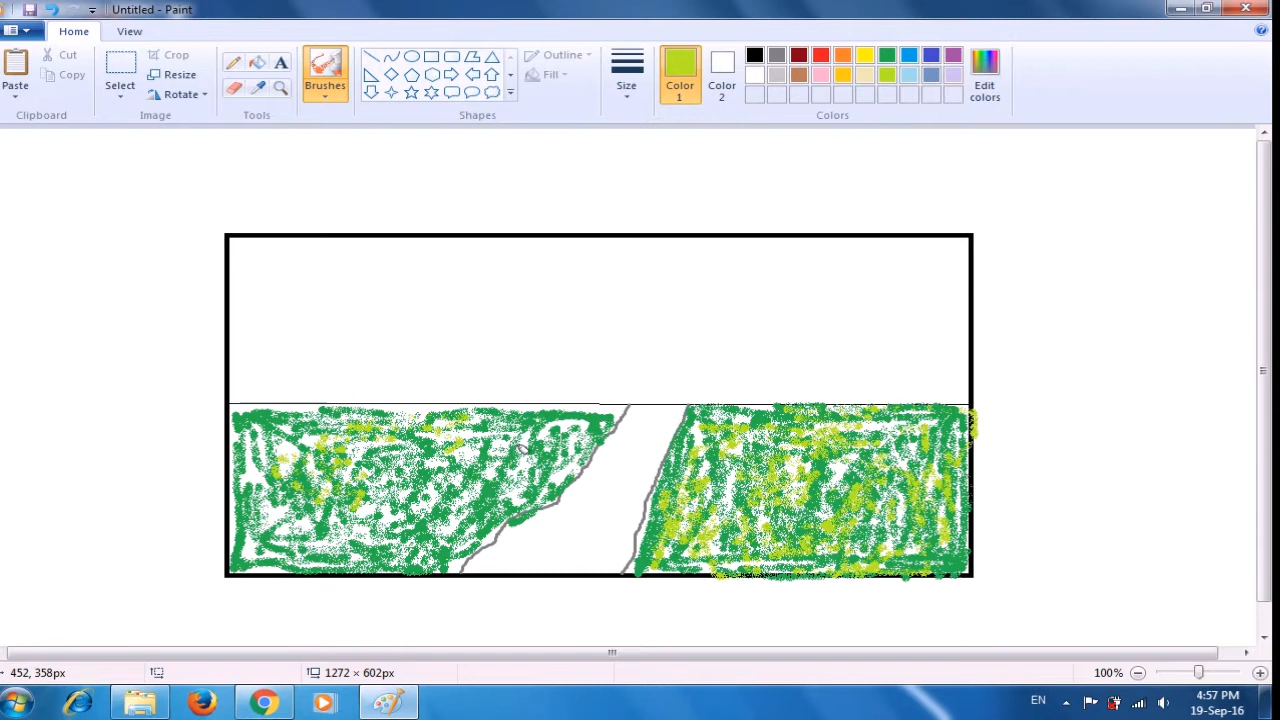 Untitled - Paint
Home View
Cut
Copy
Paste
Clipboard
Crop
Resize
Rotate
Select
Image
A
Tools
Brushes
Outline
Fill
Shapes
Size
Color 1
Color 2
Edit colors
Colors
452, 358px
1272 × 602px
100%
EN
4:57 PM
19-Sep-16